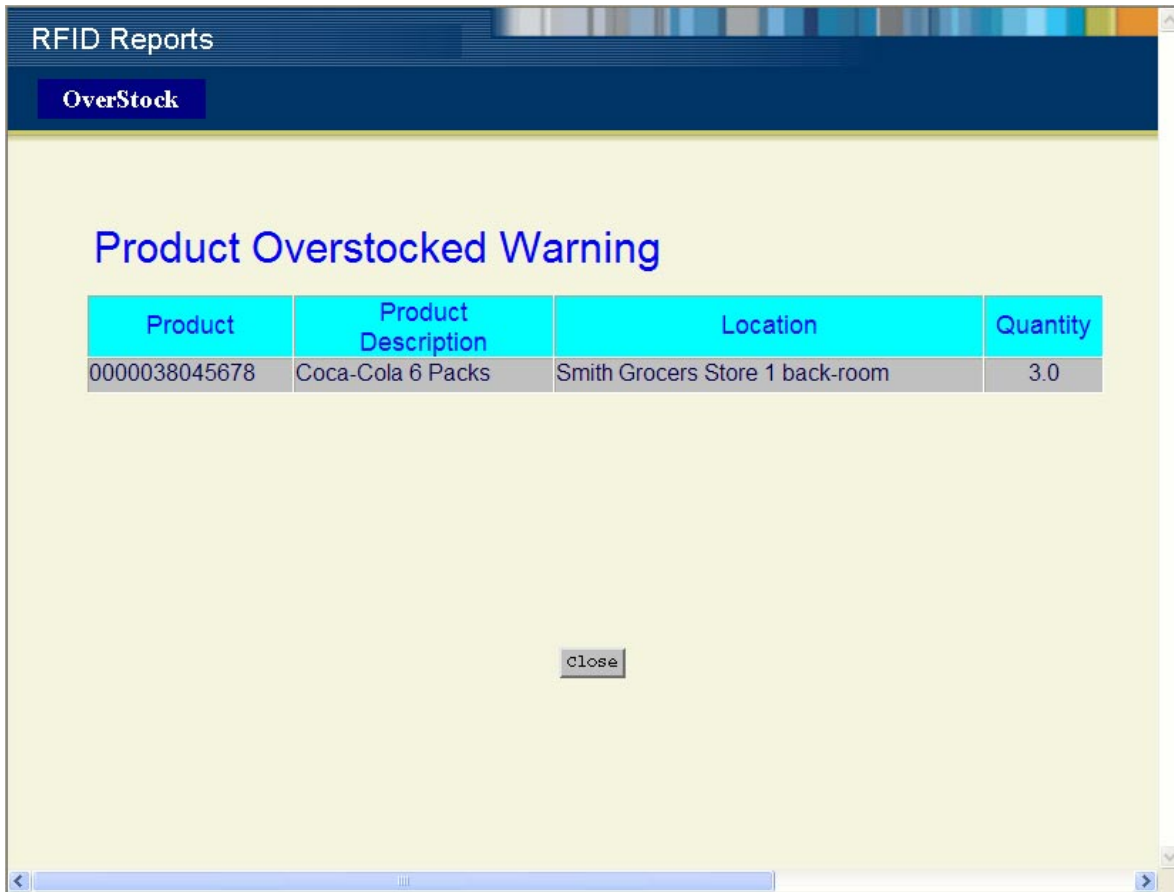 RFID Reports
OverStock
Product Overstocked Warning
Product Product Description Location Quantity
0000038045678 Coca-Cola 6 Packs Smith Grocers Store 1 back-room 3.0
Close